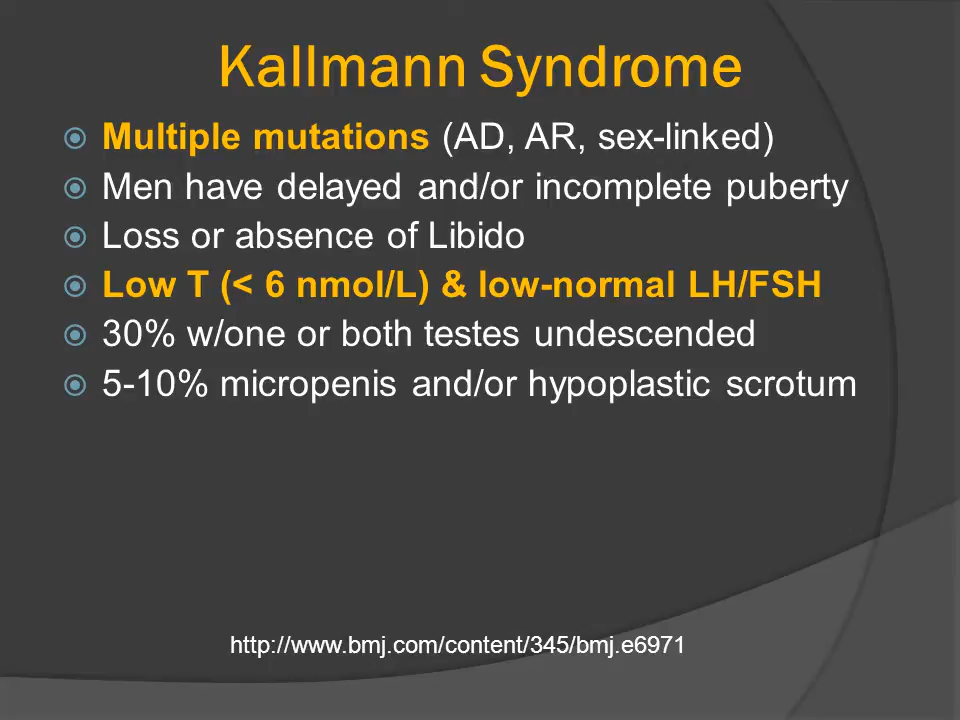 Kallmann Syndrome
Multiple mutations (AD, AR, sex-linked)
Men have delayed and/or incomplete puberty
Loss or absence of Libido
Low T (< 6 nmol/L) & low-normal LH/FSH
30% w/one or both testes undescended
5-10% micropenis and/or hypoplastic scrotum
http://www.bmj.com/content/345/bmj.e6971